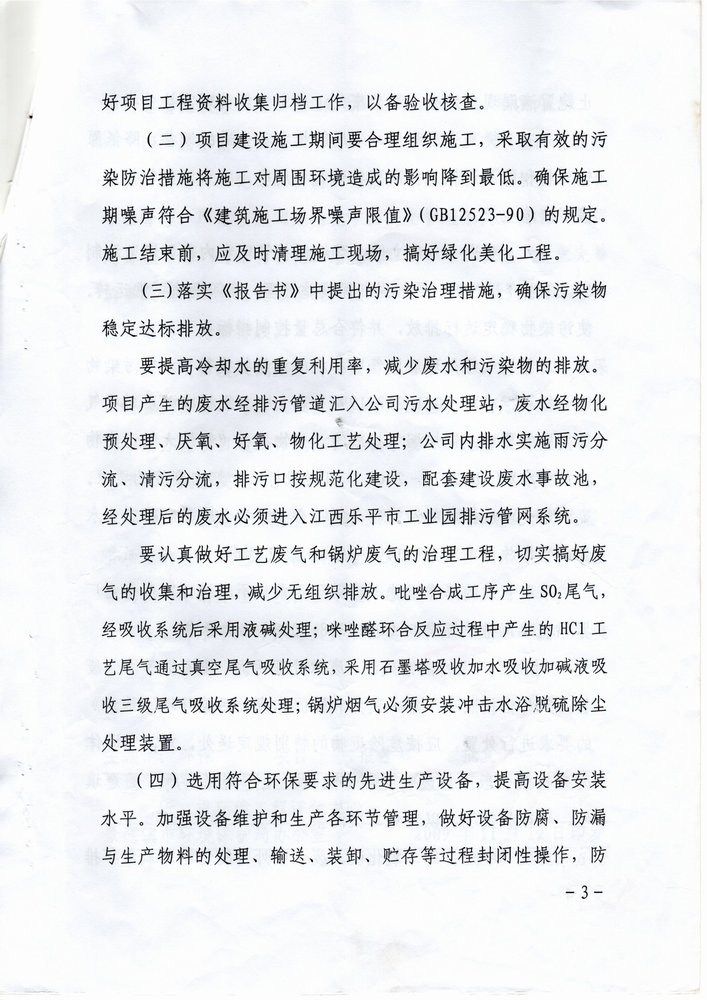 好项目工程资料收集归档工作，以备验收核查。
（二）项目建设施工期间要合理组织施工，采取有效的污
染防治措施将施工对周围环境造成的影响降到最低。确保施工
期噪声符合《建筑施工场界噪声限值》（GB12523-90）的规定。
施工结束前，应及时清理施工现场，搞好绿化美化工程。
（三）落实《报告书》中提出的污染治理措施，确保污染物
稳定达标排放。
要提高冷却水的重复利用率，减少废水和污染物的排放。
项目产生的废水经排污管道汇入公司污水处理站，废水经物化
预处理、厌氧、好氧、物化工艺处理；公司内排水实施雨污分
流、清污分流，排污口按规范化建设，配套建设废水事故池，
经处理后的废水必须进入江西乐平市工业园排污管网系统。
要认真做好工艺废气和锅炉废气的治理工程，切实搞好废
气的收集和治理，减少无组织排放。吡唑合成工序产生 SO₂尾气，
经吸收系统后采用液碱处理；咪唑醛环合反应过程中产生的 HCl 工
艺尾气通过真空尾气吸收系统，采用石墨塔吸收加水吸收加碱液吸
收三级尾气吸收系统处理；锅炉烟气必须安装冲击水浴脱硫除尘
处理装置。
（四）选用符合环保要求的先进生产设备，提高设备安装
水平。加强设备维护和生产各环节管理，做好设备防腐、防漏
与生产物料的处理、输送、装卸、贮存等过程封闭性操作，防
-3-